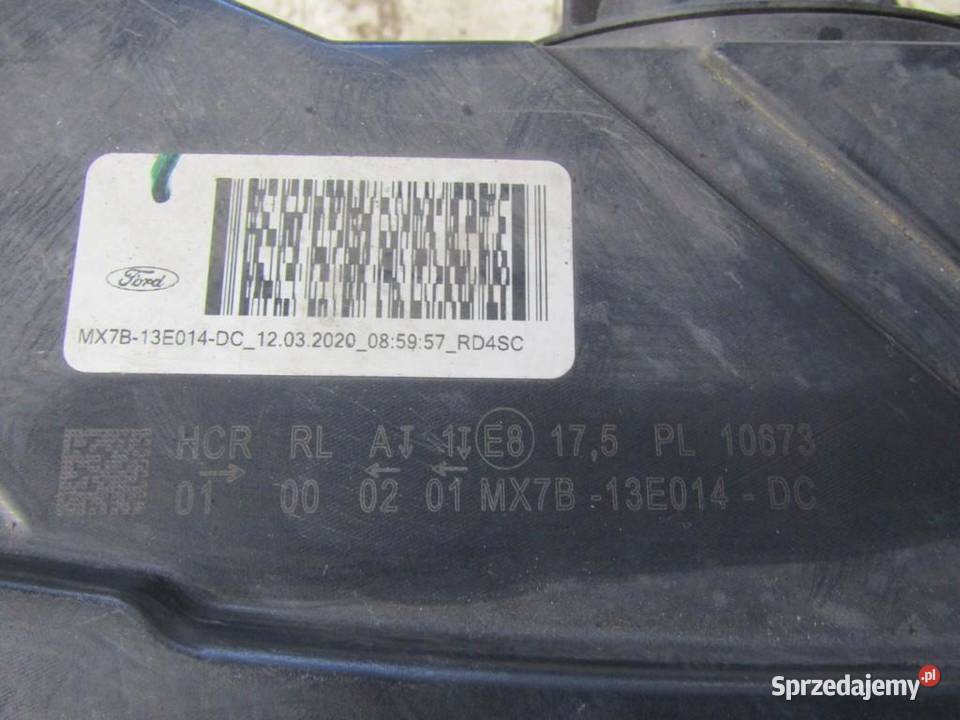 Ford
MX7B-13E014-DC_12.03.2020_08:59:57_RD4SC
HCR RL AJ 1J E8 17,5 PL 10673
01 00 02 01 MX7B -13E014 - DC
Sprzedajemy.pl